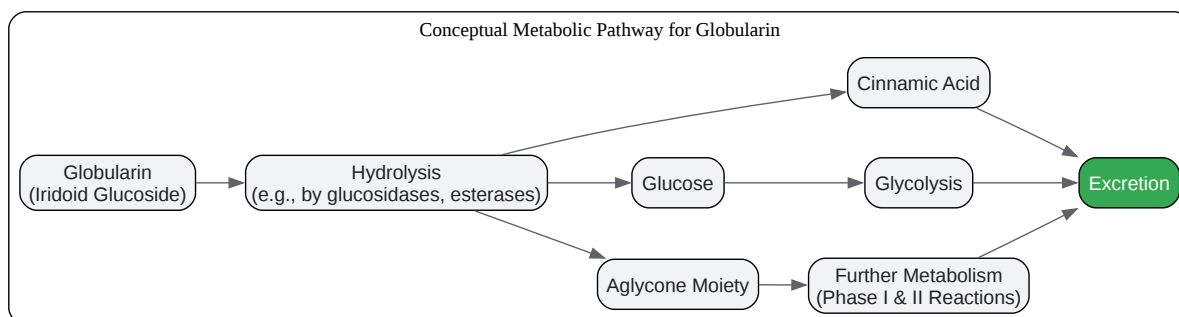 Conceptual Metabolic Pathway for Globularin
Cinnamic Acid
Globularin
(Iridoid Glucoside)
Hydrolysis
(e.g., by glucosidases, esterases)
Glucose
Glycolysis
Excretion
Aglycone Moiety
Further Metabolism
(Phase I & II Reactions)